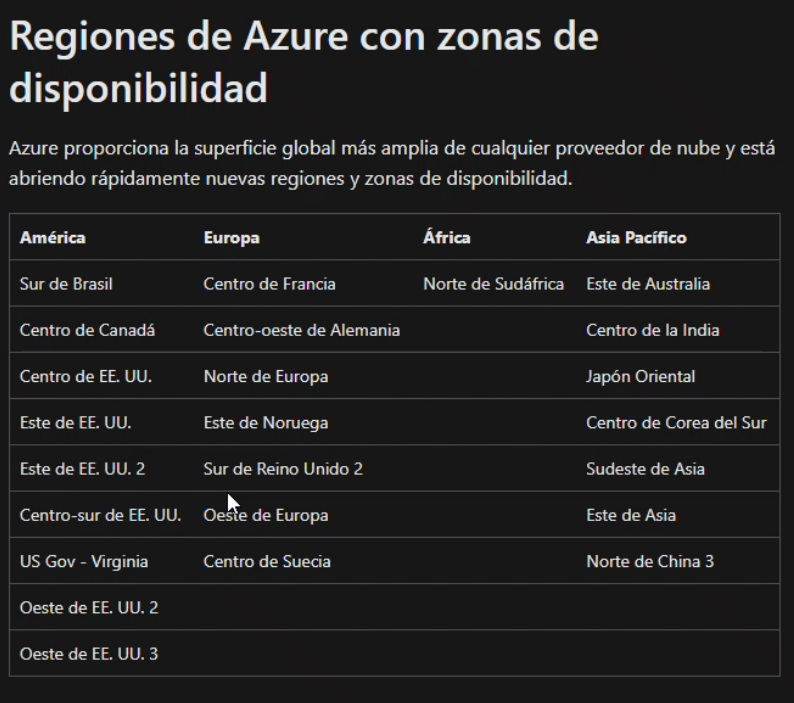 Regiones de Azure con zonas de
disponibilidad
Azure proporciona la superficie global más amplia de cualquier proveedor de nube y está
abriendo rápidamente nuevas regiones y zonas de disponibilidad.
América Europa África Asia Pacífico
Sur de Brasil Centro de Francia Norte de Sudáfrica Este de Australia
Centro de Canadá Centro-oeste de Alemania Centro de la India
Centro de EE. UU. Norte de Europa Japón Oriental
Este de EE. UU. Este de Noruega Centro de Corea del Sur
Este de EE. UU. 2 Sur de Reino Unido 2 Sudeste de Asia
Centro-sur de EE. UU. Oeste de Europa Este de Asia
US Gov - Virginia Centro de Suecia Norte de China 3
Oeste de EE. UU. 2
Oeste de EE. UU. 3